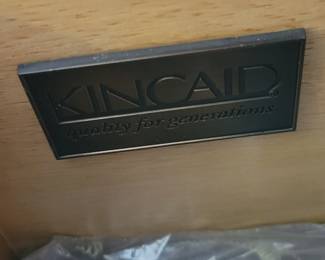 KINCAID®
quality for generations.